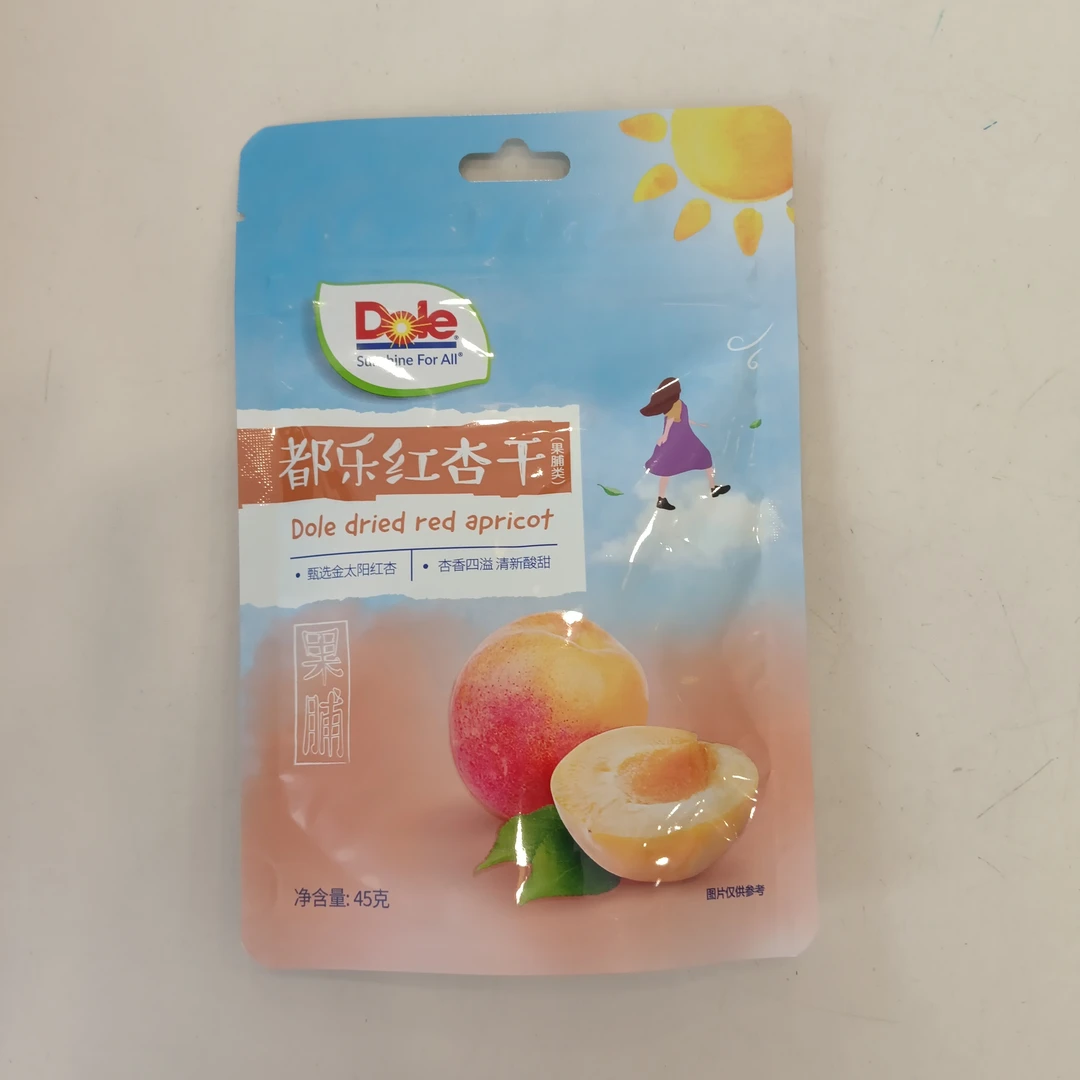 Dole
Sunshine For All®
都乐红杏干
(果脯类)
Dole dried red apricot
• 甄选金太阳红杏
• 杏香四溢 清新酸甜
果脯
净含量: 45克
图片仅供参考